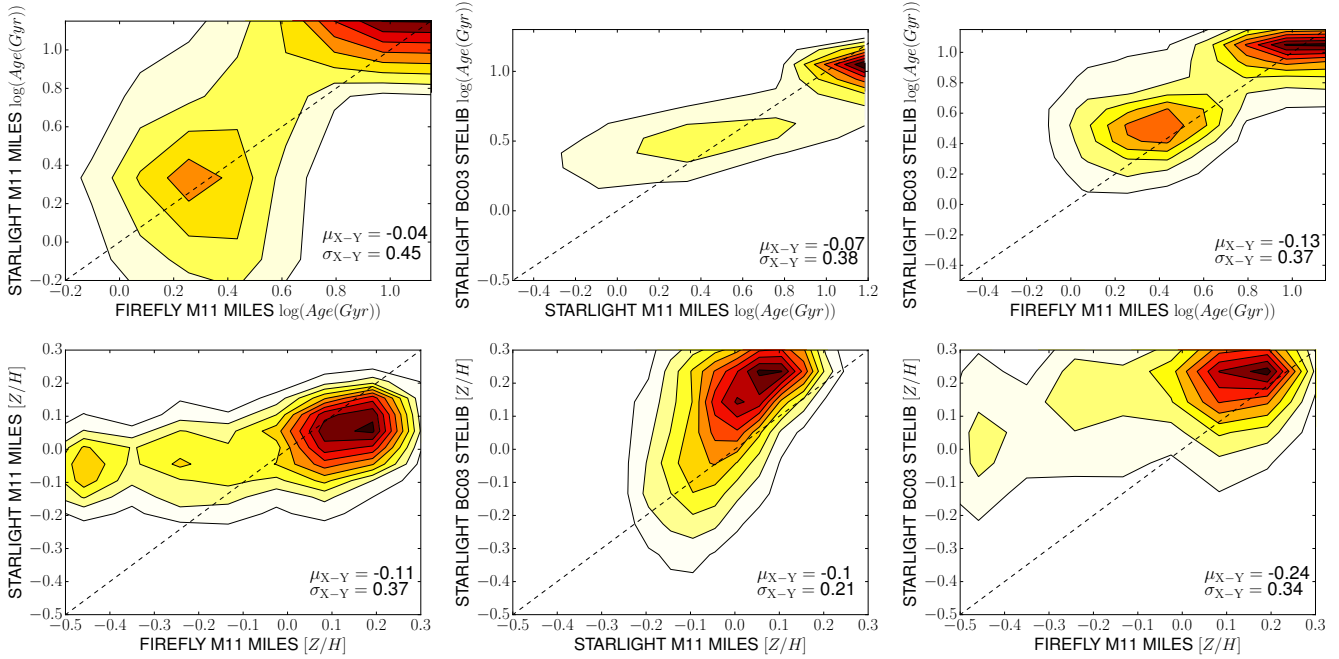 STARLIGHT M11 MILES log(Age(Gyr))
1.0
0.8
0.6
0.4
0.2
0.0
−0.2
−0.2 0.0 0.2 0.4 0.6 0.8 1.0
μX−Y = -0.04
σX−Y = 0.45
FIREFLY M11 MILES log(Age(Gyr))
STARLIGHT BC03 STELIB log(Age(Gyr))
1.0
0.5
0.0
−0.5
−0.4 −0.2 0.0 0.2 0.4 0.6 0.8 1.0 1.2
μX−Y = -0.07
σX−Y = 0.38
STARLIGHT M11 MILES log(Age(Gyr))
STARLIGHT BC03 STELIB log(Age(Gyr))
1.0
0.8
0.6
0.4
0.2
0.0
−0.2
−0.4
−0.4 −0.2 0.0 0.2 0.4 0.6 0.8 1.0
μX−Y = -0.13
σX−Y = 0.37
FIREFLY M11 MILES log(Age(Gyr))
STARLIGHT M11 MILES [Z/H]
0.3
0.2
0.1
0.0
−0.1
−0.2
−0.3
−0.4
−0.5
−0.5 −0.4 −0.3 −0.2 −0.1 0.0 0.1 0.2 0.3
μX−Y = -0.11
σX−Y = 0.37
FIREFLY M11 MILES [Z/H]
STARLIGHT BC03 STELIB [Z/H]
0.3
0.2
0.1
0.0
−0.1
−0.2
−0.3
−0.4
−0.5
−0.5 −0.4 −0.3 −0.2 −0.1 0.0 0.1 0.2 0.3
μX−Y = -0.1
σX−Y = 0.21
STARLIGHT M11 MILES [Z/H]
STARLIGHT BC03 STELIB [Z/H]
0.3
0.2
0.1
0.0
−0.1
−0.2
−0.3
−0.4
−0.5
−0.5 −0.4 −0.3 −0.2 −0.1 0.0 0.1 0.2 0.3
μX−Y = -0.24
σX−Y = 0.34
FIREFLY M11 MILES [Z/H]